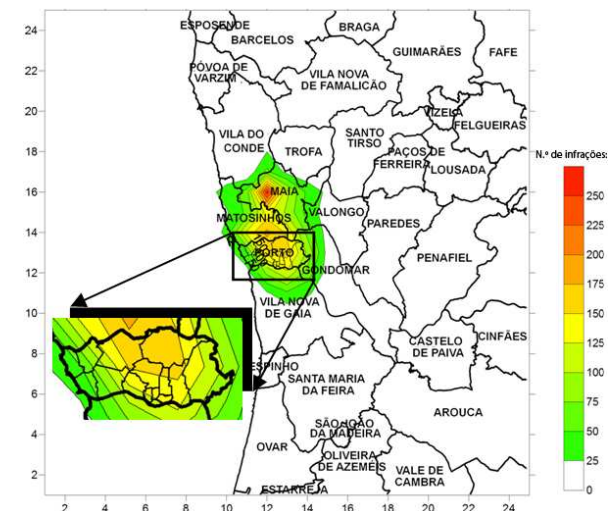 ESPOSENDE
BRAGA
BARCELOS
GUIMARÃES
FAFE
PÓVOA DE
VARZIM
VILA NOVA
DE FAMALICÃO
VIZELA
FELGUEIRAS
VILA DO
CONDE
TROFA
SANTO
TIRSO
PAÇOS DE
FERREIRA
LOUSADA
MAIA
MATOSINHOS
VALONGO
PAREDES
PORTO
GONDOMAR
PENAFIEL
VILA NOVA
DE GAIA
CASTELO
DE PAIVA
CINFÃES
ESPINHO
SANTA MARIA
DA FEIRA
AROUCA
SÃO JOÃO
DA MADEIRA
OVAR
OLIVEIRA
DE AZEMÉIS
VALE DE
CAMBRA
ESTARREJA
24
22
20
18
16
14
12
10
8
6
4
2
2 4 6 8 10 12 14 16 18 20 22 24
N.º de infrações:
250
225
200
175
150
125
100
75
50
25
0